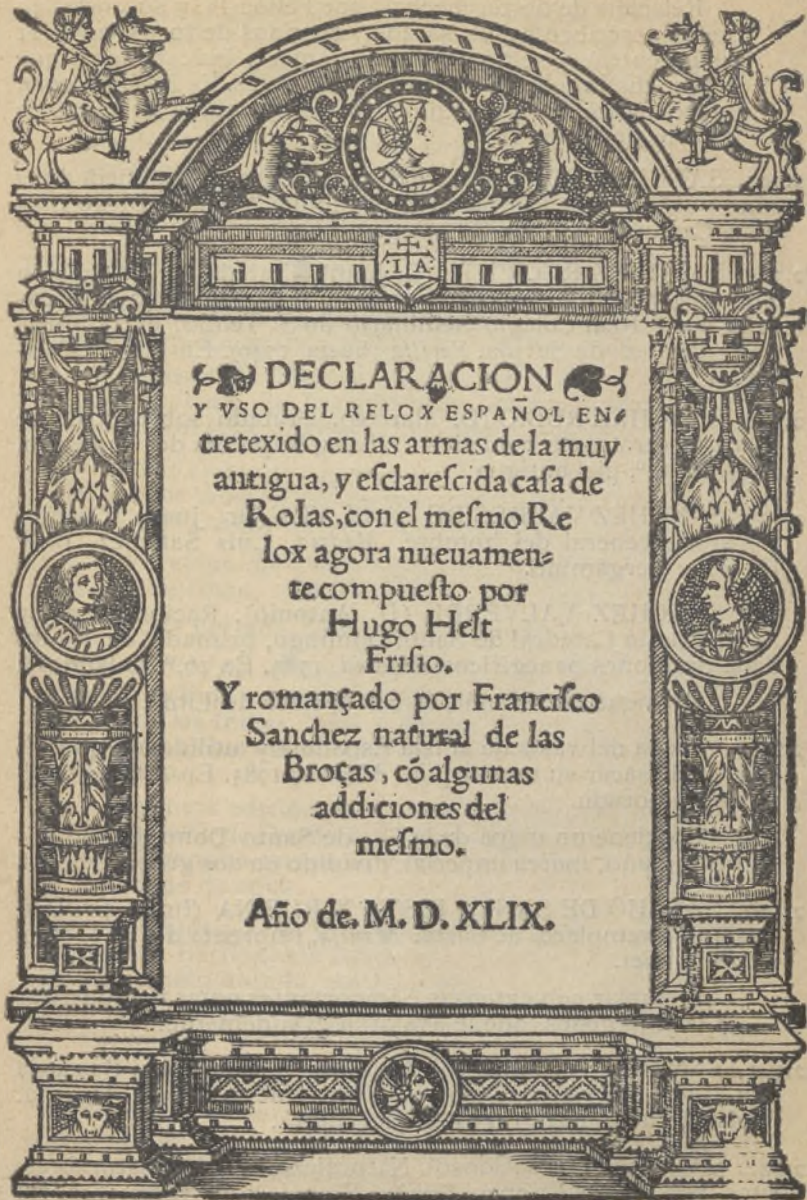 I A
DECLARACION
Y VSO DEL RELOX ESPAÑOL EN⸗
tretexido en las armas de la muy
antigua, y eſclareſcida caſa de
Rojas, con el meſmo Re
lox agora nueuamen⸗
te compueſto por
Hugo Helt
Friſio.
Y romançado por Franciſco
Sanchez natural de las
Broças, cõ algunas
addiciones del
meſmo.
Año de. M. D. XLIX.